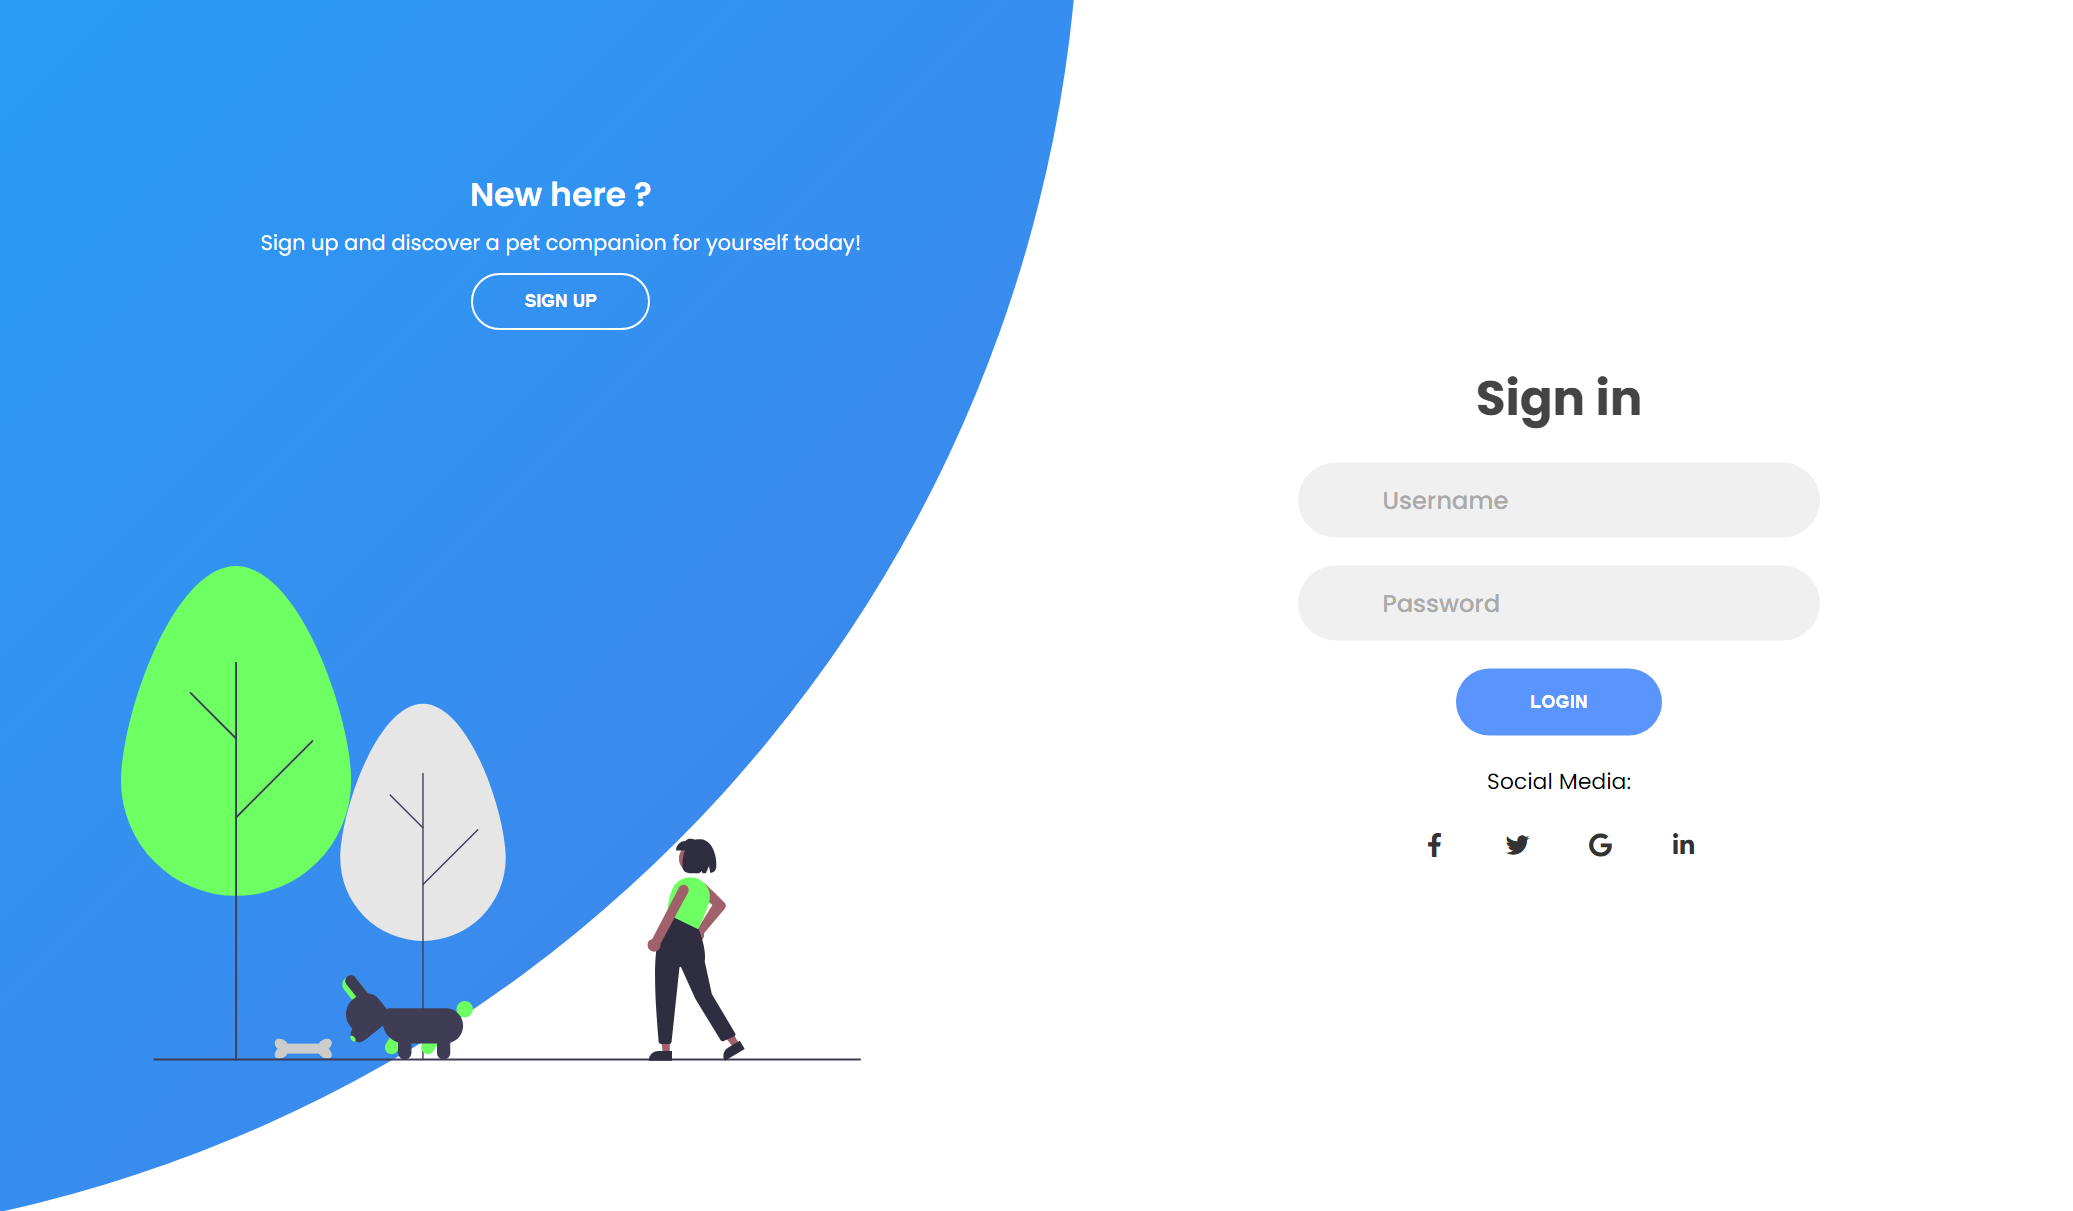 New here ?
Sign up and discover a pet companion for yourself today!
SIGN UP
Sign in
Username
Password
LOGIN
Social Media: